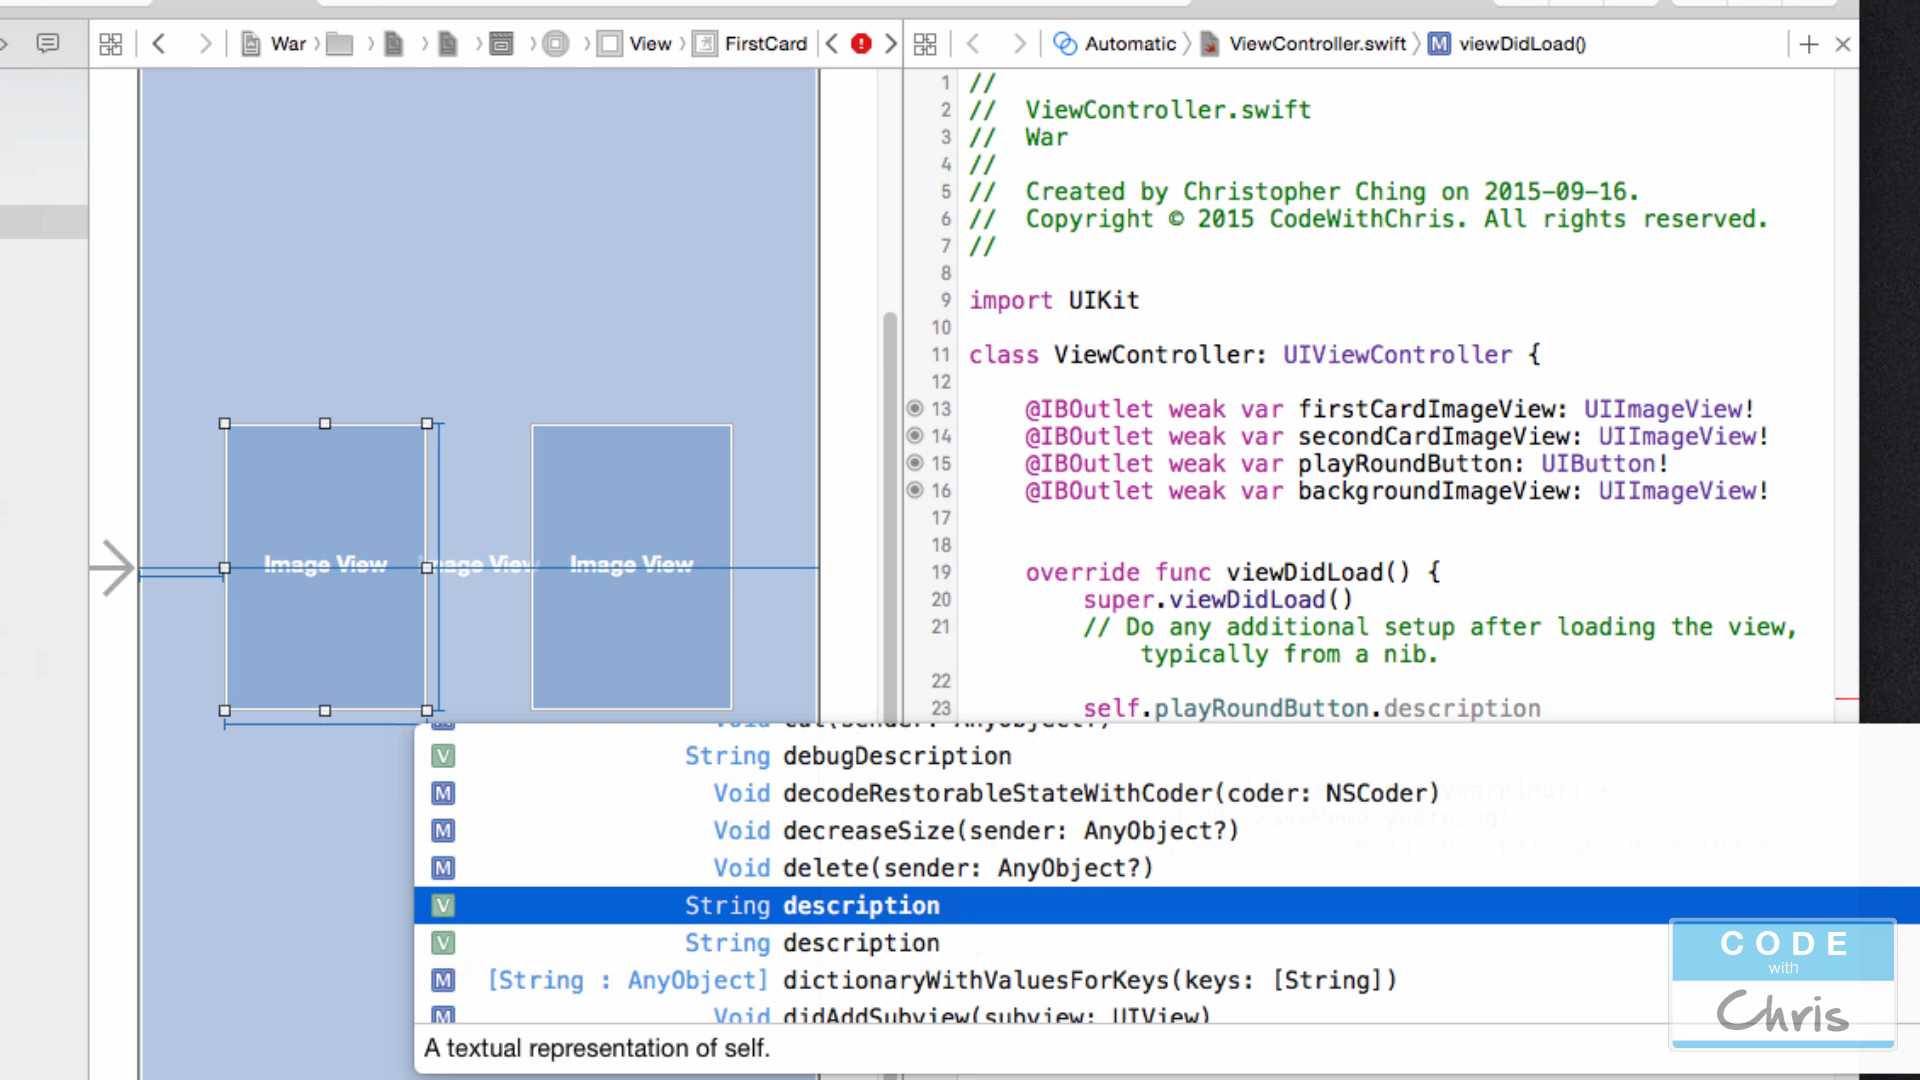 War View FirstCard
Automatic ViewController.swift M viewDidLoad()
1 //
2 // ViewController.swift
3 // War
4 //
5 // Created by Christopher Ching on 2015-09-16.
6 // Copyright © 2015 CodeWithChris. All rights reserved.
7 //
8
9 import UIKit
10
11 class ViewController: UIViewController {
12
13 @IBOutlet weak var firstCardImageView: UIImageView!
14 @IBOutlet weak var secondCardImageView: UIImageView!
15 @IBOutlet weak var playRoundButton: UIButton!
16 @IBOutlet weak var backgroundImageView: UIImageView!
17
18
19 override func viewDidLoad() {
20 super.viewDidLoad()
21 // Do any additional setup after loading the view,
typically from a nib.
22
23 self.playRoundButton.description
Image View Image View Image View
Void cut(sender: AnyObject?)
V String debugDescription
M Void decodeRestorableStateWithCoder(coder: NSCoder)
M Void decreaseSize(sender: AnyObject?)
M Void delete(sender: AnyObject?)
V String description
V String description
M [String : AnyObject] dictionaryWithValuesForKeys(keys: [String])
M Void didAddSubview(subview: UIView)
A textual representation of self.
CODE
with
Chris